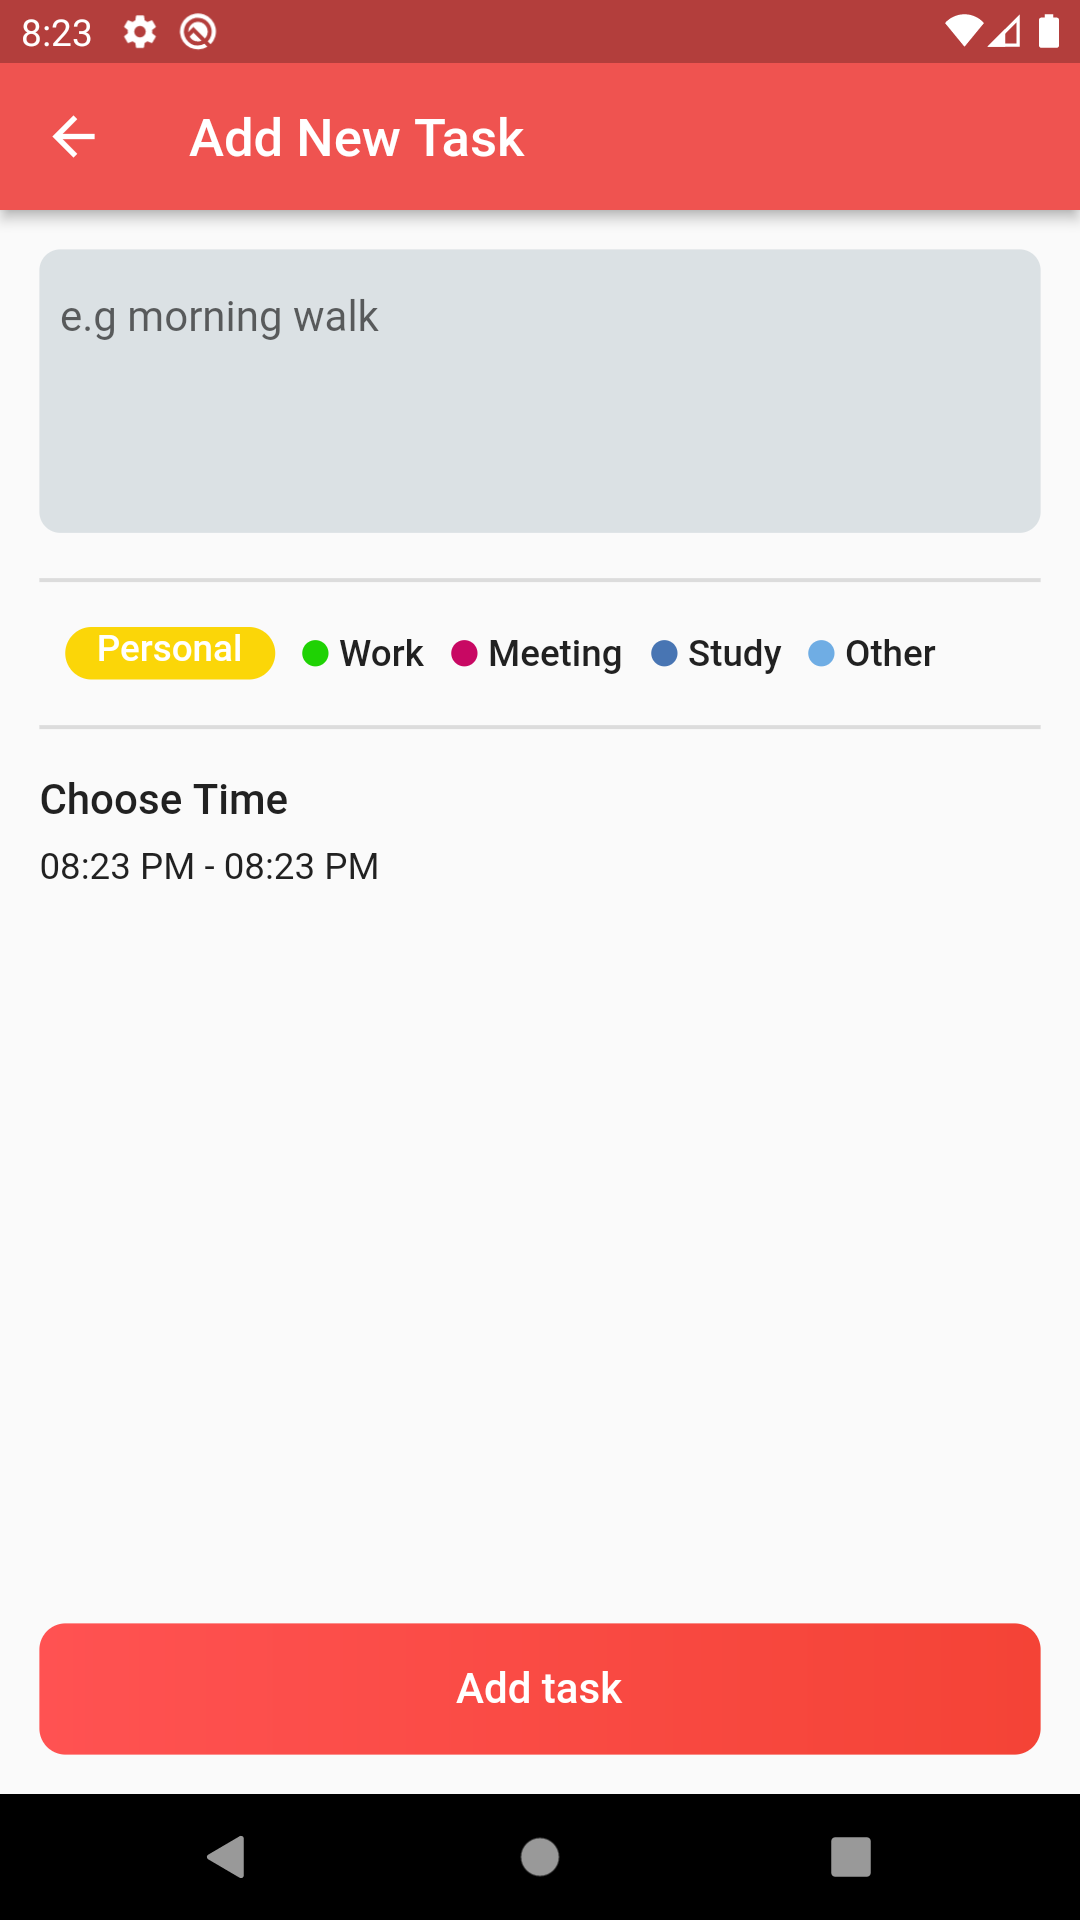 8:23
Add New Task
e.g morning walk
Personal Work Meeting Study Other
Choose Time
08:23 PM - 08:23 PM
Add task